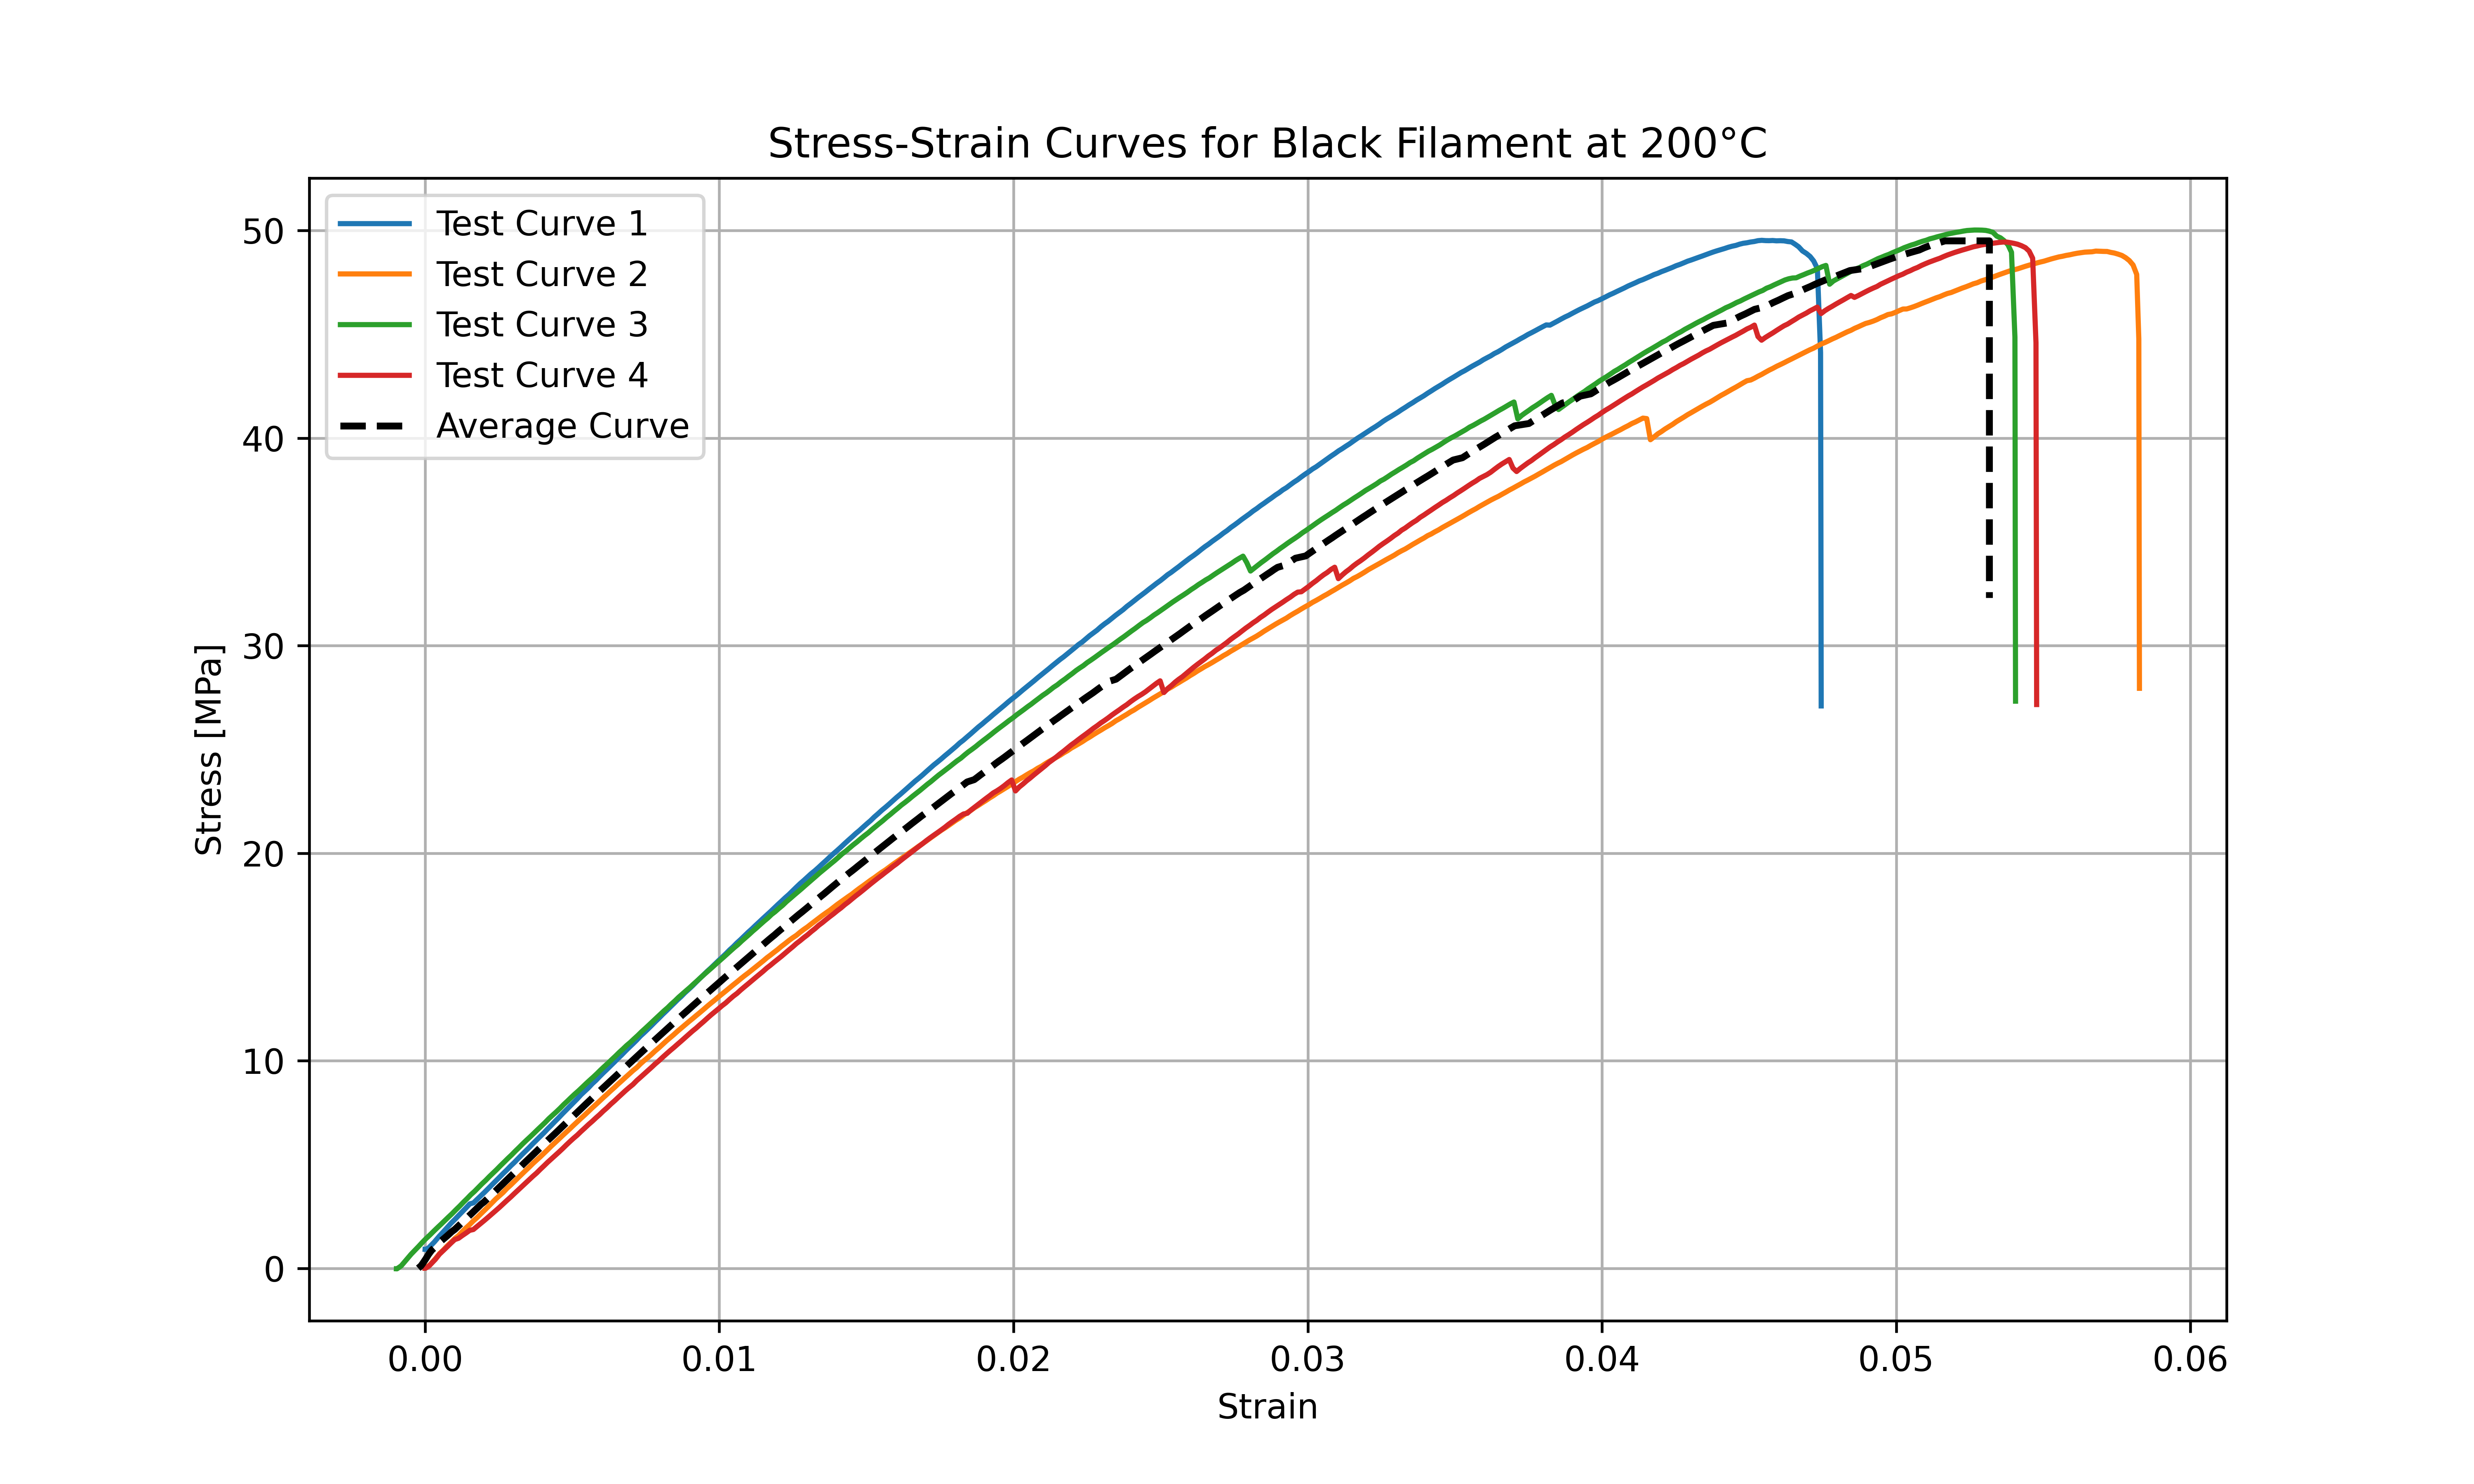 Stress-Strain Curves for Black Filament at 200°C
Test Curve 1
Test Curve 2
Test Curve 3
Test Curve 4
Average Curve
Stress [MPa]
50
40
30
20
10
0
0.00 0.01 0.02 0.03 0.04 0.05 0.06
Strain